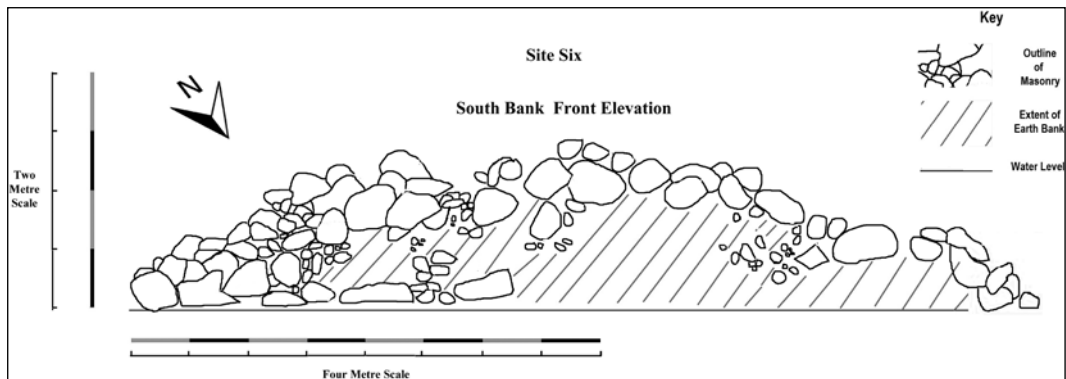 Key
Site Six
Outline
of
Masonry
N
South Bank Front Elevation
Extent of
Earth Bank
Water Level
Two
Metre
Scale
Four Metre Scale